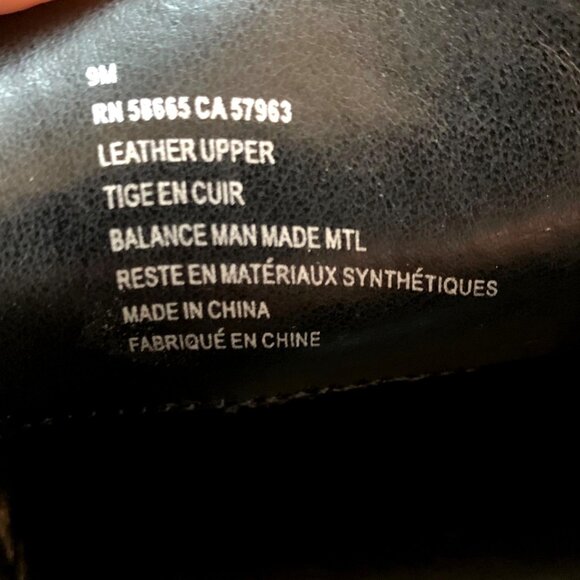 9M
RN 58665 CA 57963
LEATHER UPPER
TIGE EN CUIR
BALANCE MAN MADE MTL
RESTE EN MATÉRIAUX SYNTHÉTIQUES
MADE IN CHINA
FABRIQUÉ EN CHINE